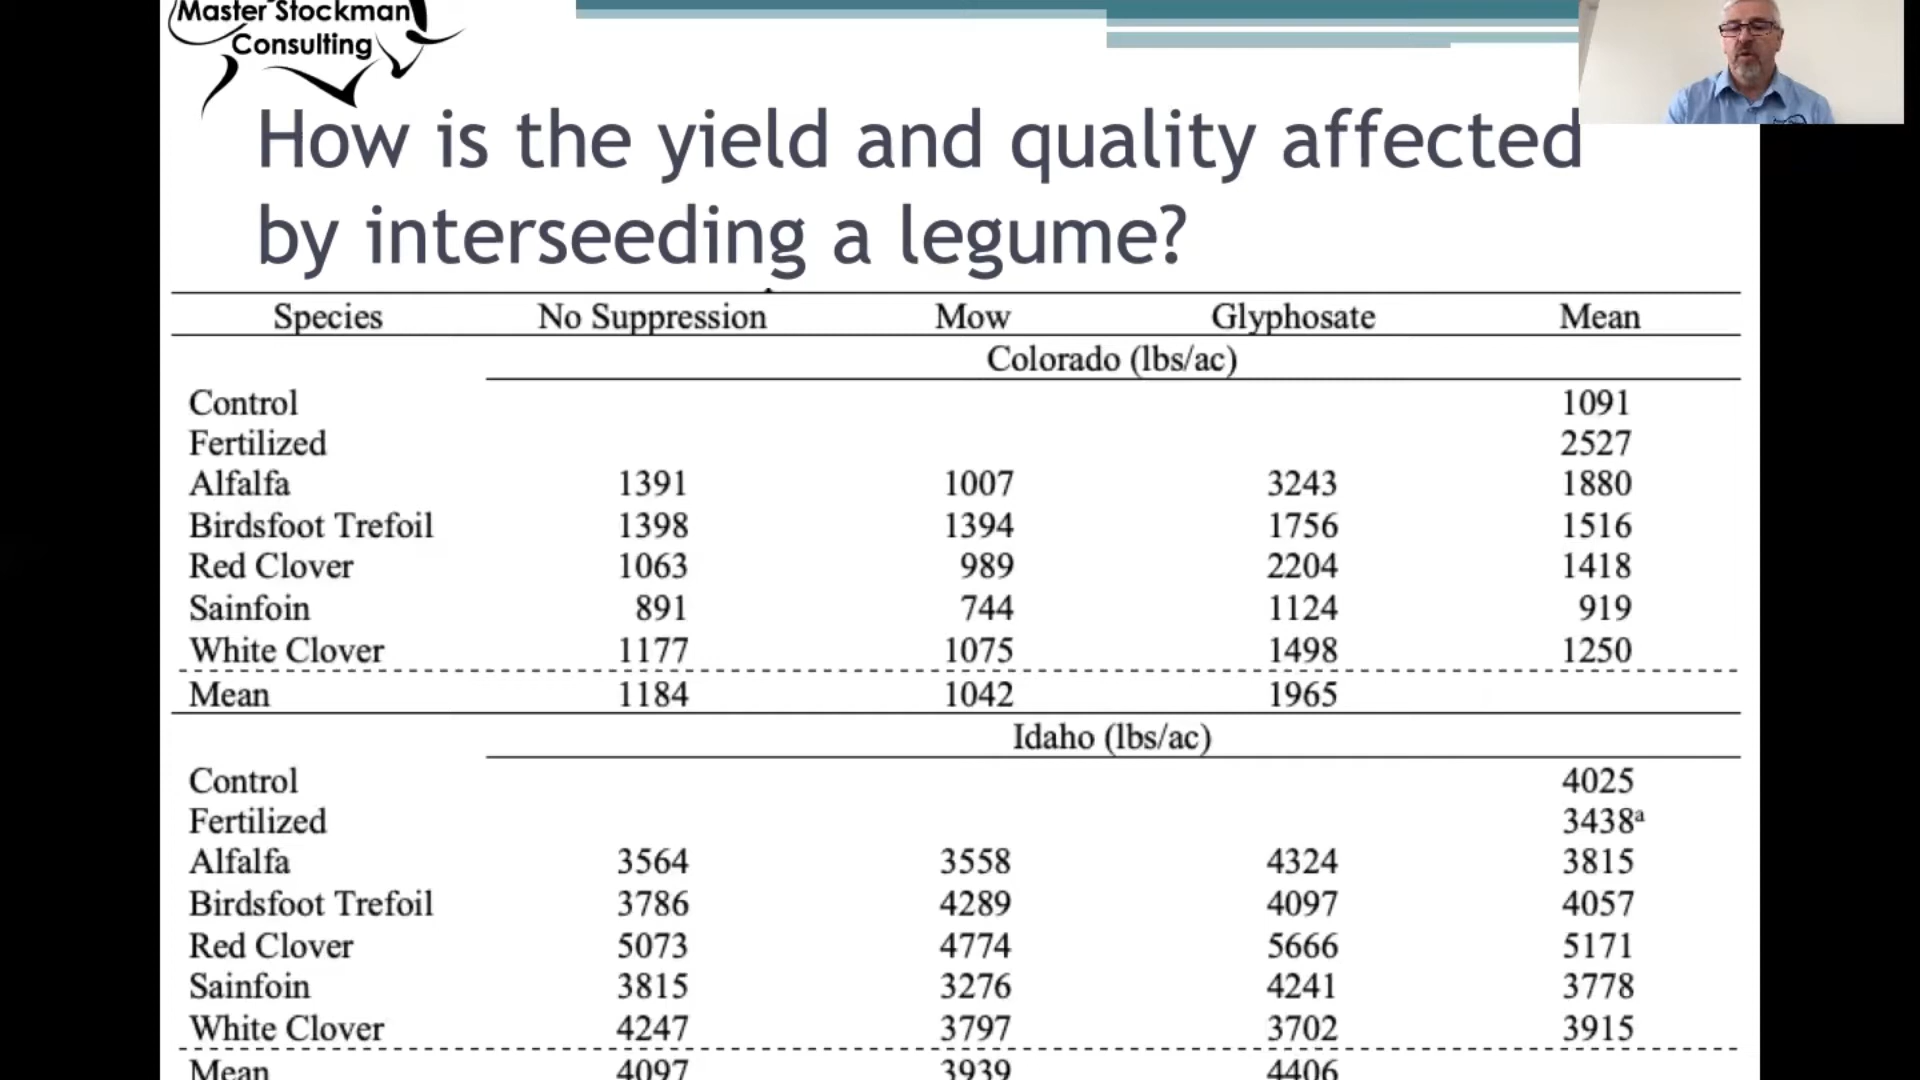 Master Stockman
Consulting
How is the yield and quality affected
by interseeding a legume?
Species No Suppression Mow Glyphosate Mean
Colorado (lbs/ac)
Control 1091
Fertilized 2527
Alfalfa 1391 1007 3243 1880
Birdsfoot Trefoil 1398 1394 1756 1516
Red Clover 1063 989 2204 1418
Sainfoin 891 744 1124 919
White Clover 1177 1075 1498 1250
Mean 1184 1042 1965
Idaho (lbs/ac)
Control 4025
Fertilized 3438ᵃ
Alfalfa 3564 3558 4324 3815
Birdsfoot Trefoil 3786 4289 4097 4057
Red Clover 5073 4774 5666 5171
Sainfoin 3815 3276 4241 3778
White Clover 4247 3797 3702 3915
Mean 4097 3939 4406